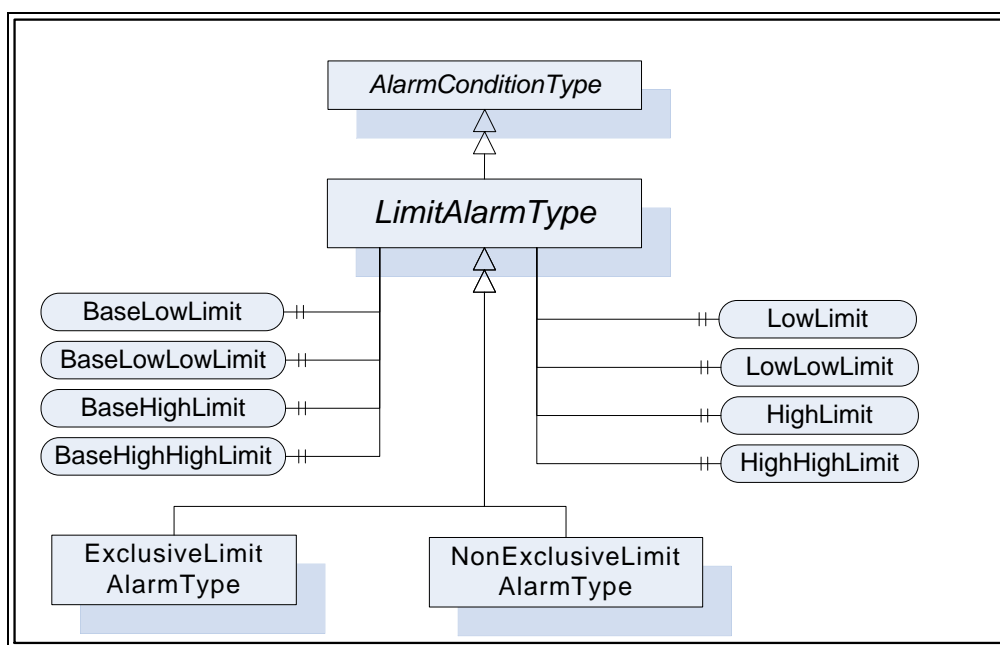 AlarmConditionType
LimitAlarmType
BaseLowLimit
BaseLowLowLimit
BaseHighLimit
BaseHighHighLimit
LowLimit
LowLowLimit
HighLimit
HighHighLimit
ExclusiveLimit
AlarmType
NonExclusiveLimit
AlarmType